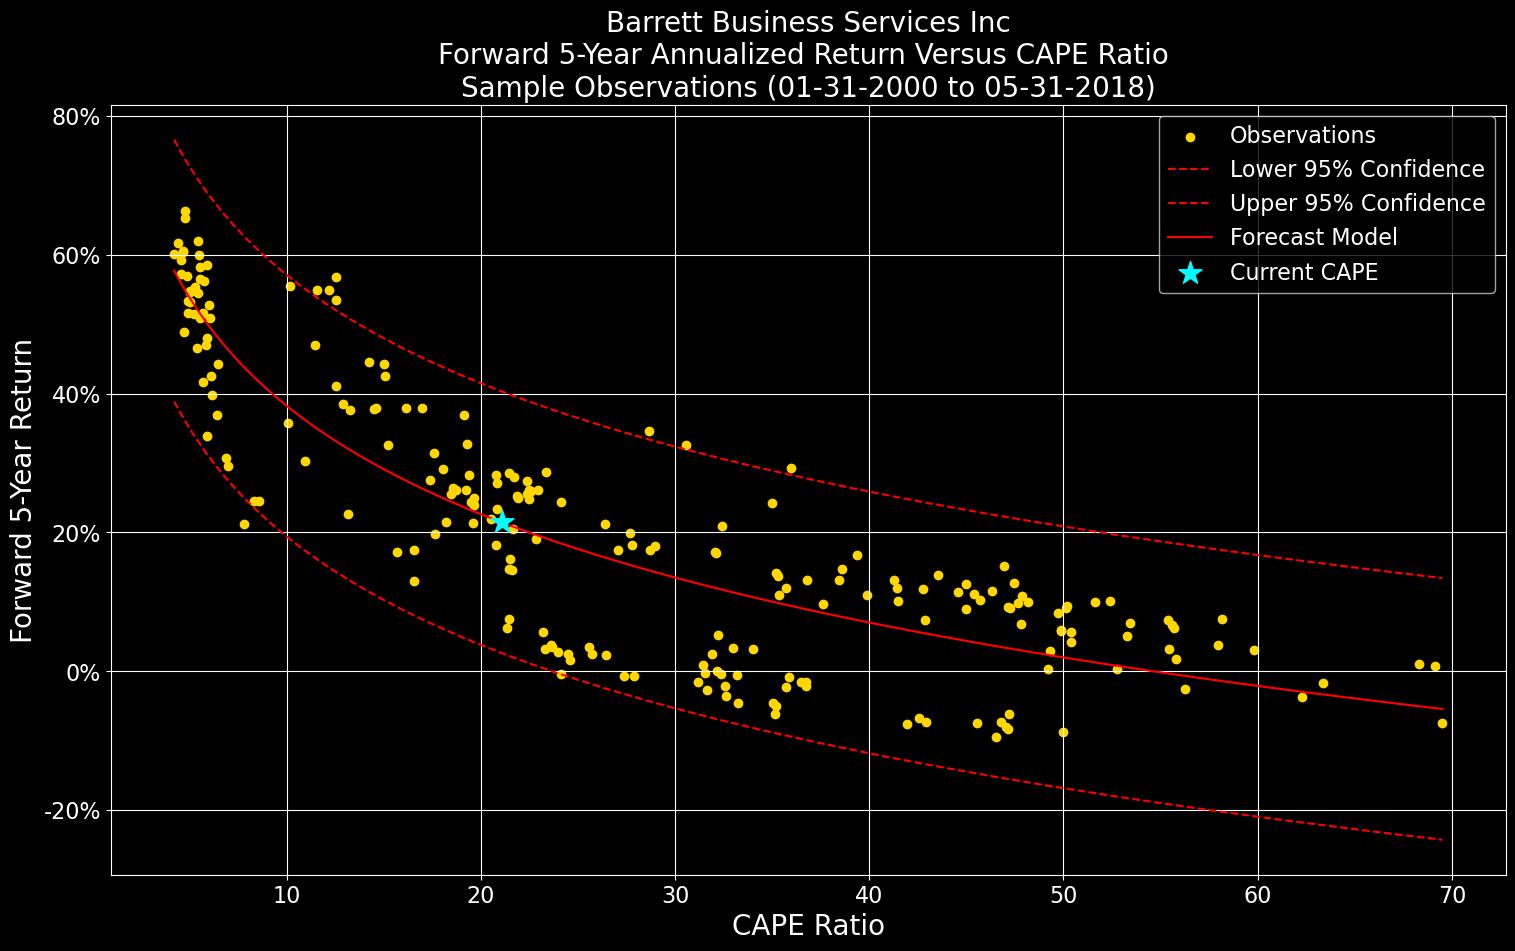 Barrett Business Services Inc
Forward 5-Year Annualized Return Versus CAPE Ratio
Sample Observations (01-31-2000 to 05-31-2018)
80%
60%
40%
20%
0%
-20%
Forward 5-Year Return
Observations
Lower 95% Confidence
Upper 95% Confidence
Forecast Model
Current CAPE
10 20 30 40 50 60 70
CAPE Ratio